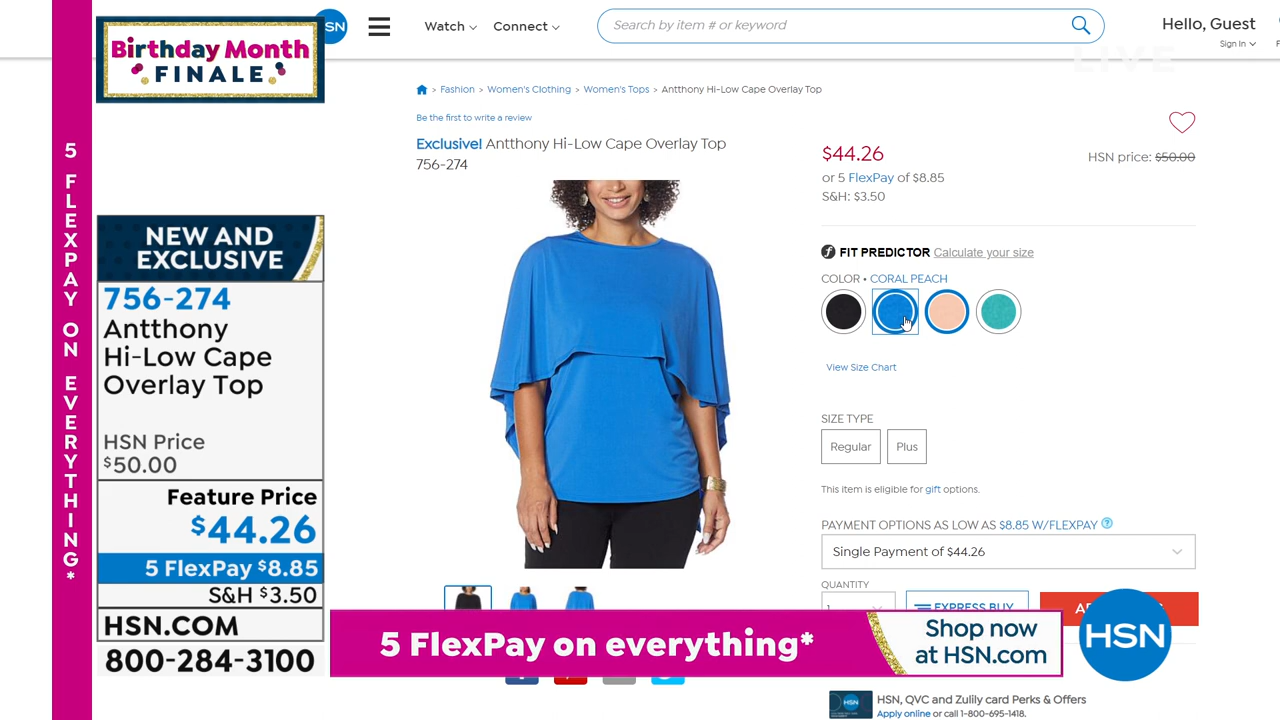 Birthday Month
FINALE
SN
Watch
Connect
Search by item # or keyword
Hello, Guest
Sign In
LIVE
5 FLEXPAY ON EVERYTHING*
Fashion > Women's Clothing > Women's Tops > Antthony Hi-Low Cape Overlay Top
Be the first to write a review
Exclusive! Antthony Hi-Low Cape Overlay Top
756-274
$44.26
HSN price: $50.00
or 5 FlexPay of $8.85
S&H: $3.50
FIT PREDICTOR Calculate your size
COLOR • CORAL PEACH
View Size Chart
SIZE TYPE
Regular
Plus
This item is eligible for gift options.
PAYMENT OPTIONS AS LOW AS $8.85 W/FLEXPAY ?
Single Payment of $44.26
QUANTITY
1
EXPRESS BUY
NEW AND
EXCLUSIVE
756-274
Antthony
Hi-Low Cape
Overlay Top
HSN Price
$50.00
Feature Price
$44.26
5 FlexPay $8.85
S&H $3.50
HSN.COM
800-284-3100
5 FlexPay on everything*
Shop now
at HSN.com
HSN
HSN
HSN, QVC and Zulily card Perks & Offers
Apply online or call 1-800-695-1418.